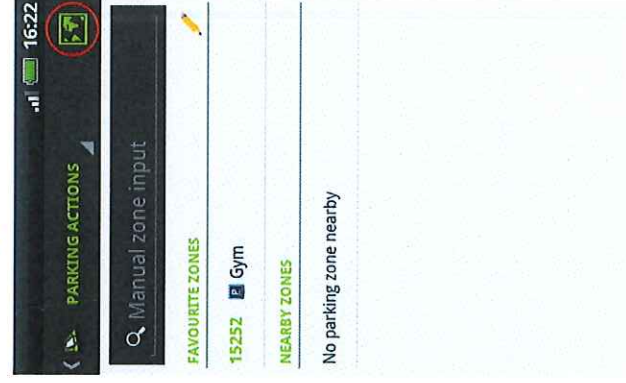 16:22
PARKING ACTIONS
Manual zone input
FAVOURITE ZONES
15252 P Gym
NEARBY ZONES
No parking zone nearby